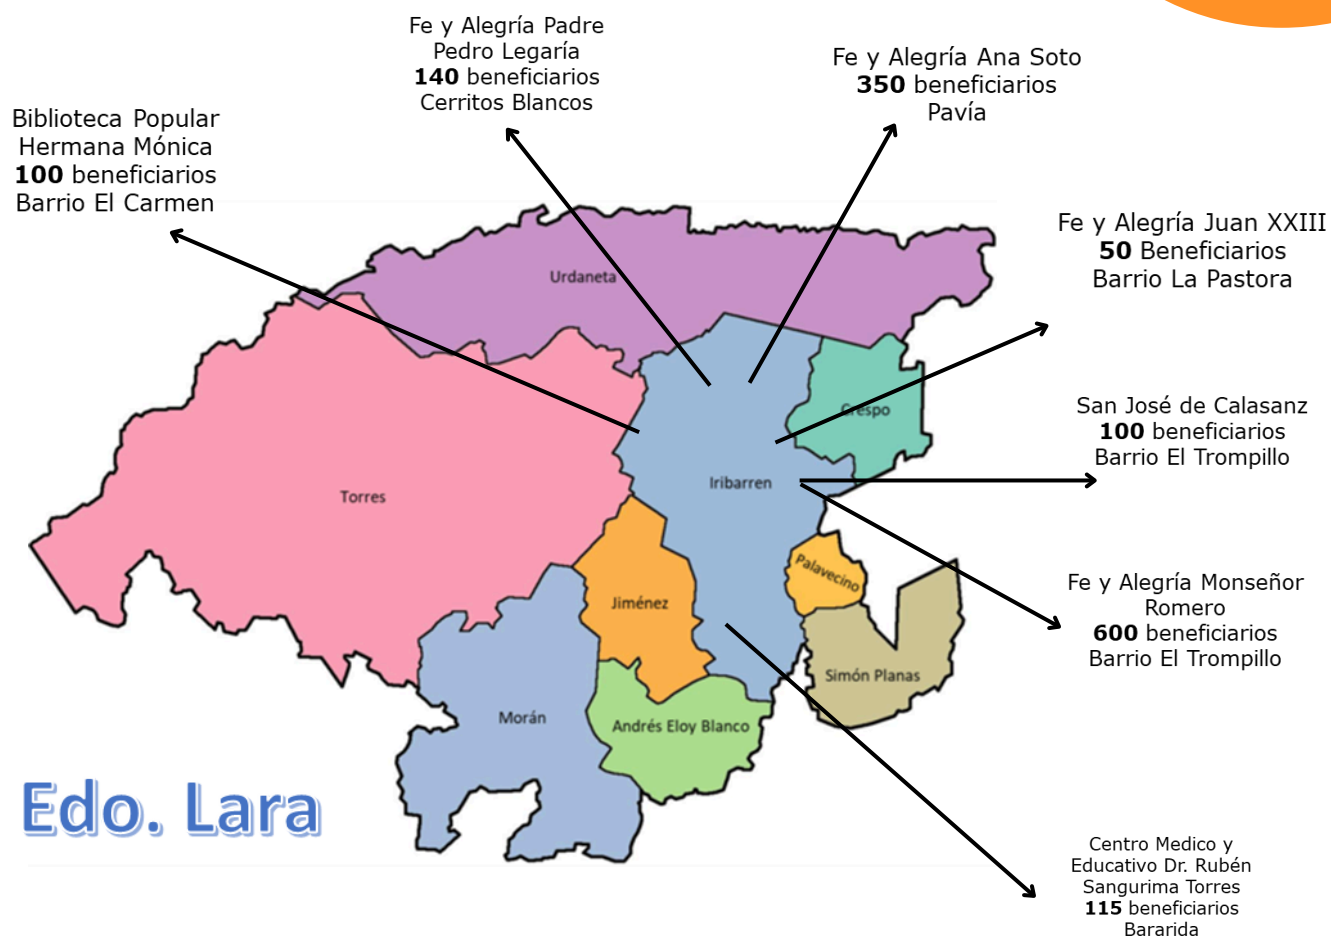 Fe y Alegría Padre
Pedro Legaría
140 beneficiarios
Cerritos Blancos
Fe y Alegría Ana Soto
350 beneficiarios
Pavía
Biblioteca Popular
Hermana Mónica
100 beneficiarios
Barrio El Carmen
Fe y Alegría Juan XXIII
50 Beneficiarios
Barrio La Pastora
San José de Calasanz
100 beneficiarios
Barrio El Trompillo
Fe y Alegría Monseñor
Romero
600 beneficiarios
Barrio El Trompillo
Centro Medico y
Educativo Dr. Rubén
Sangurima Torres
115 beneficiarios
Bararida
Urdaneta
Crespo
Torres
Iribarren
Palavecino
Jiménez
Simón Planas
Morán
Andrés Eloy Blanco
Edo. Lara